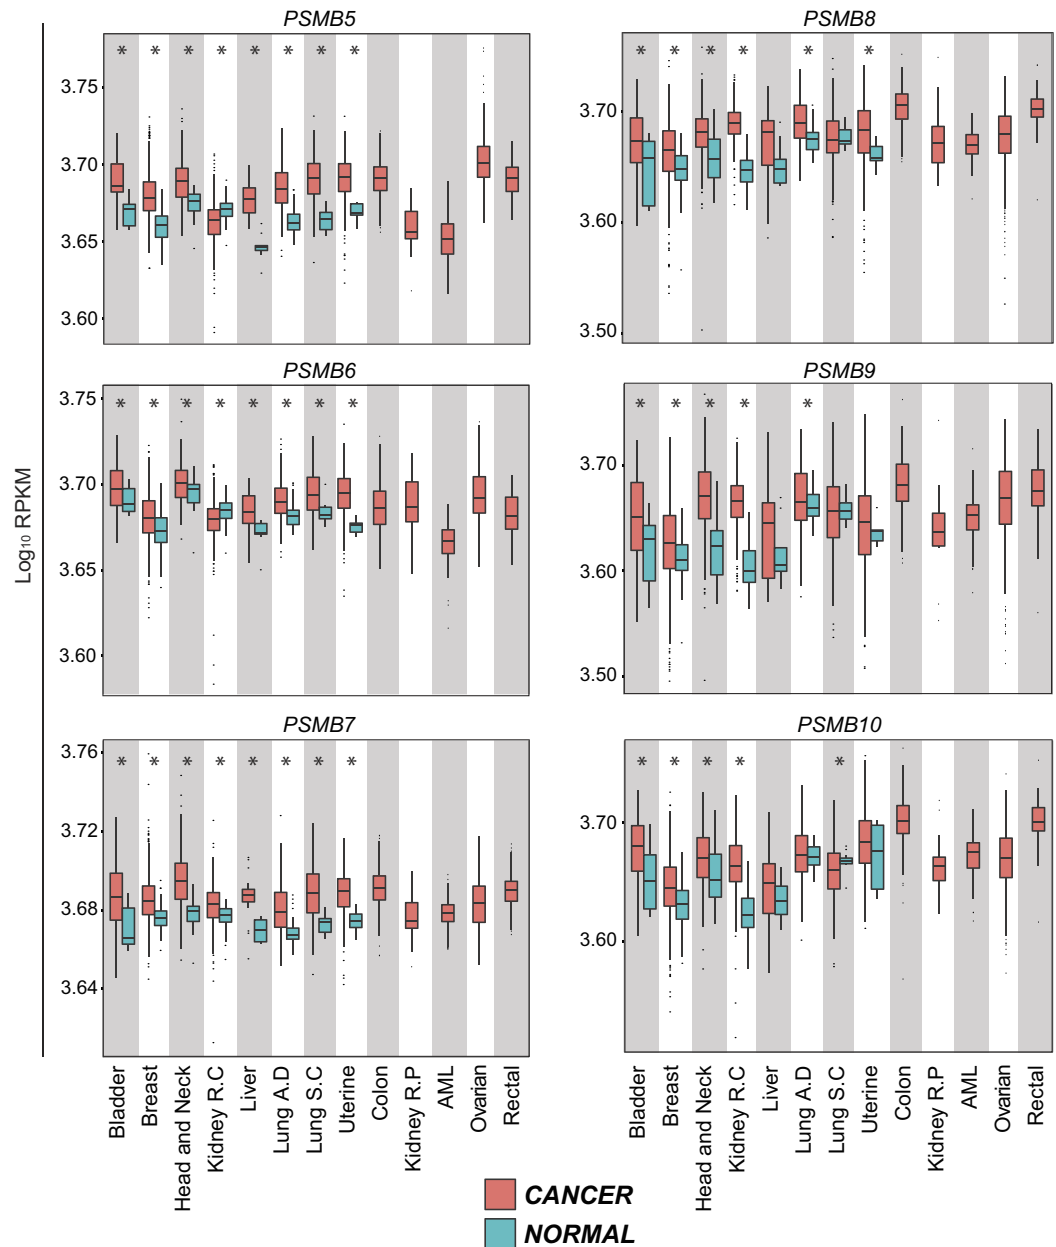 PSMB5
* * * * * * * *
3.75
3.70
3.65
3.60
PSMB8
* * * * * *
3.70
3.60
3.50
PSMB6
* * * * * * * *
3.75
3.70
3.65
3.60
PSMB9
* * * * *
3.70
3.60
3.50
PSMB7
* * * * * * * *
3.76
3.72
3.68
3.64
PSMB10
* * * * *
3.70
3.60
Log₁₀ RPKM
Bladder
Breast
Head and Neck
Kidney R.C
Liver
Lung A.D
Lung S.C
Uterine
Colon
Kidney R.P
AML
Ovarian
Rectal
Bladder
Breast
Head and Neck
Kidney R.C
Liver
Lung A.D
Lung S.C
Uterine
Colon
Kidney R.P
AML
Ovarian
Rectal
CANCER
NORMAL